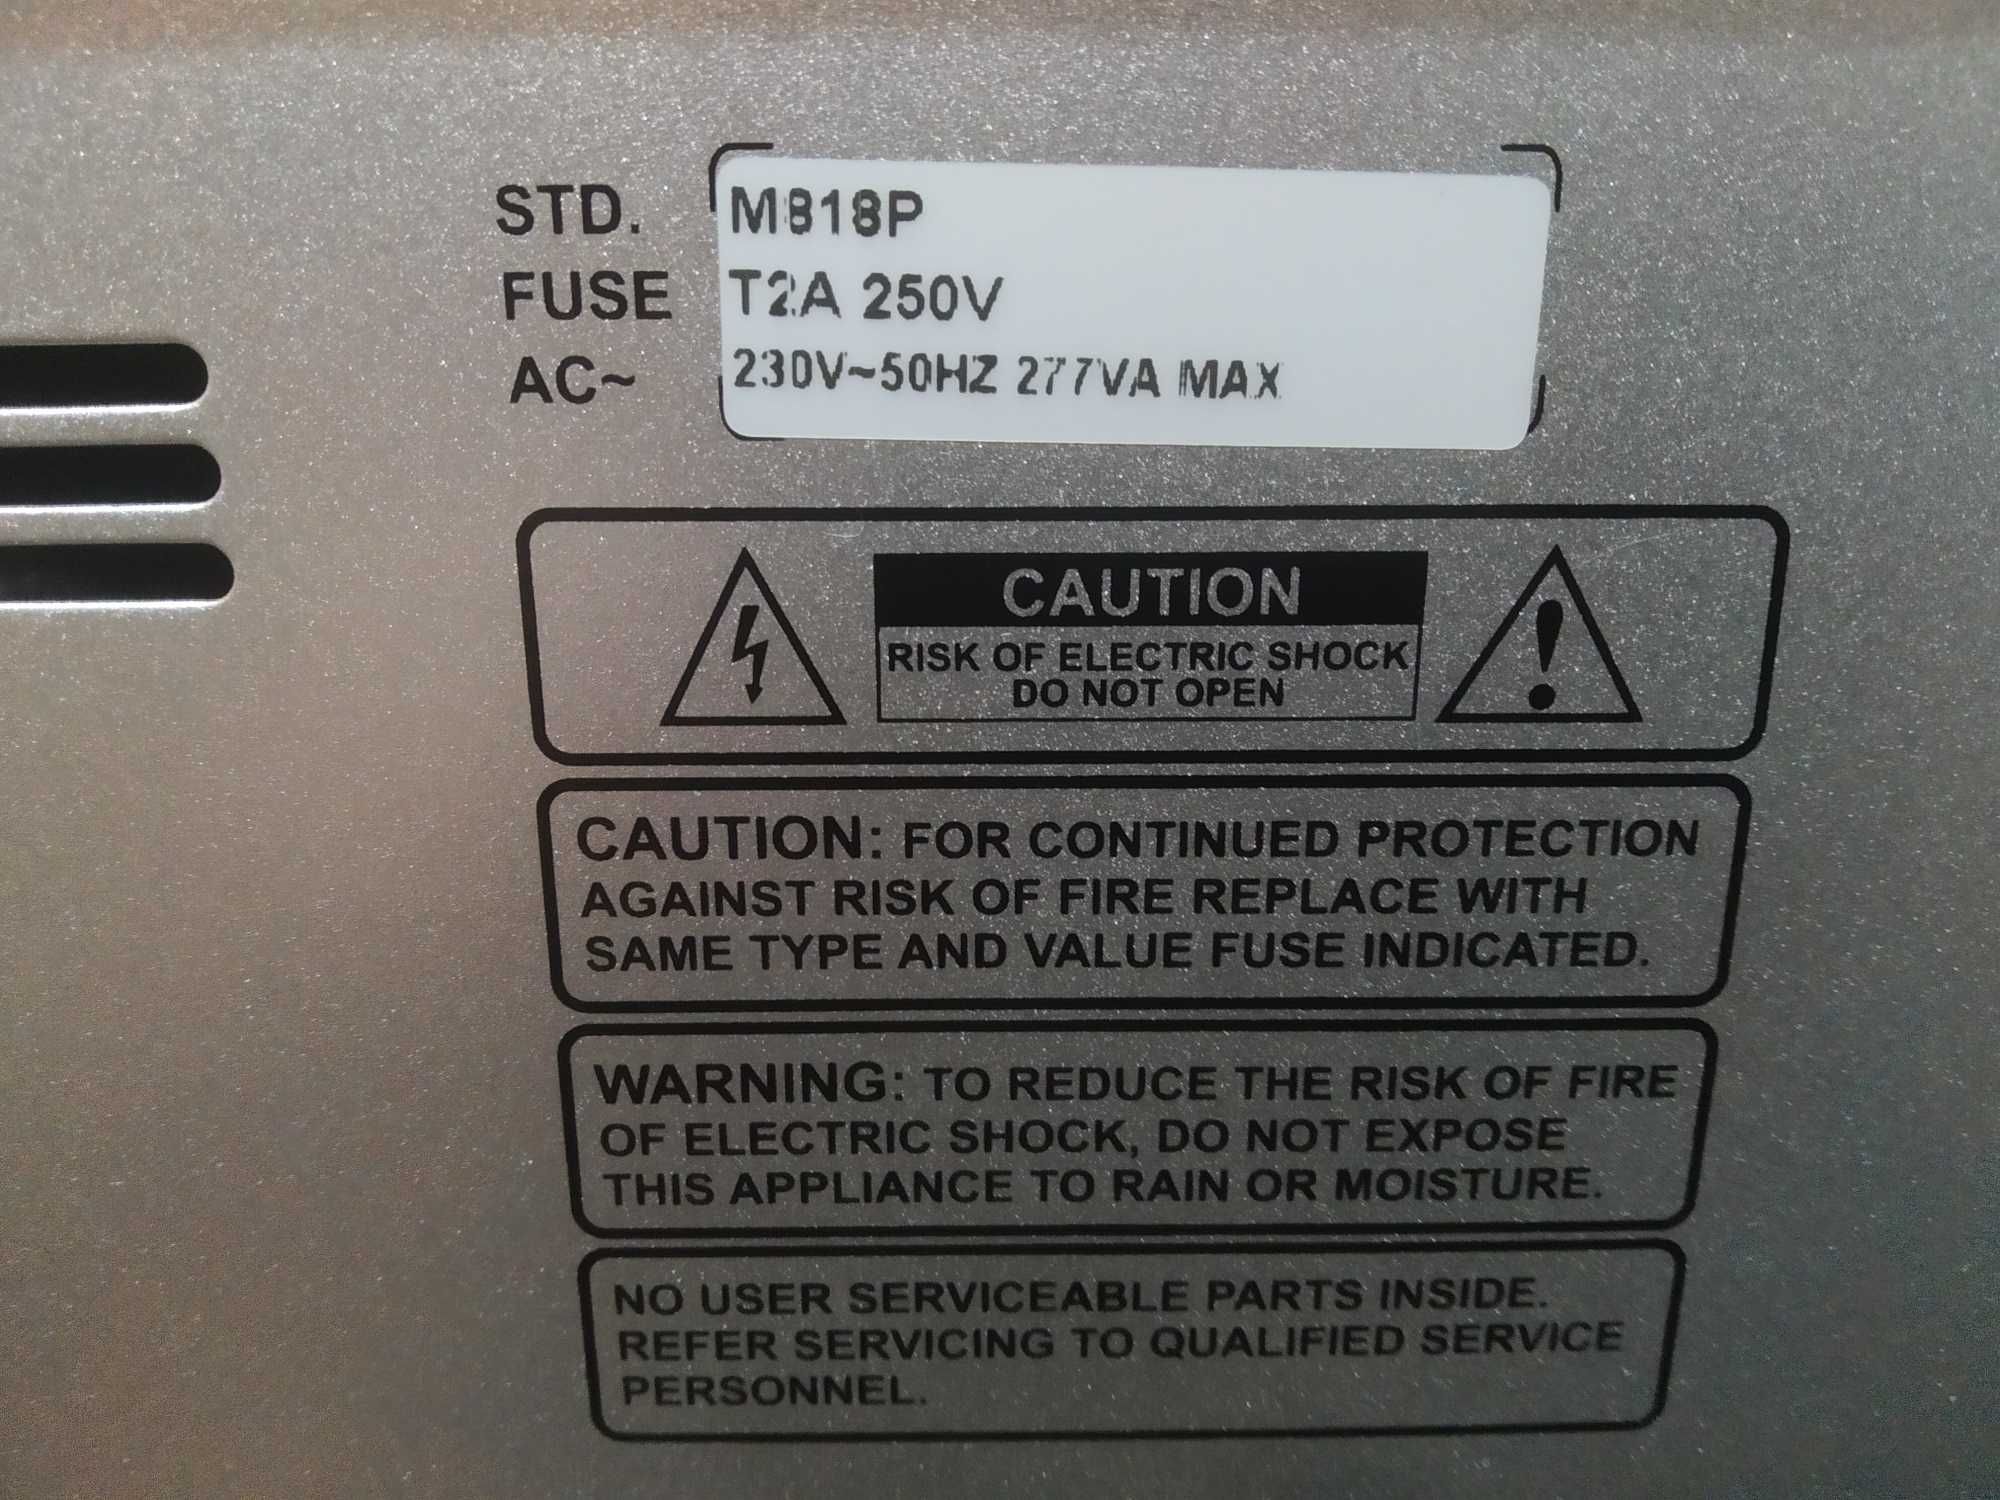 STD. M818P
FUSE T2A 250V
AC~ 230V~50HZ 277VA MAX
CAUTION
RISK OF ELECTRIC SHOCK
DO NOT OPEN
CAUTION: FOR CONTINUED PROTECTION
AGAINST RISK OF FIRE REPLACE WITH
SAME TYPE AND VALUE FUSE INDICATED.
WARNING: TO REDUCE THE RISK OF FIRE
OF ELECTRIC SHOCK, DO NOT EXPOSE
THIS APPLIANCE TO RAIN OR MOISTURE.
NO USER SERVICEABLE PARTS INSIDE.
REFER SERVICING TO QUALIFIED SERVICE
PERSONNEL.